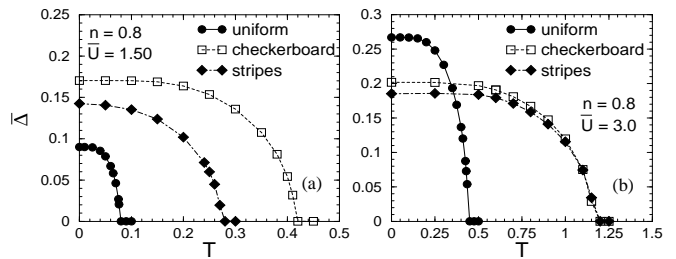 0.25
0.2
0.15
0.1
0.05
0
Δ̅
n = 0.8
U̅ = 1.50
uniform
checkerboard
stripes
(a)
0 0.1 0.2 0.3 0.4 0.5
T
0.3
0.25
0.2
0.15
0.1
0.05
0
uniform
checkerboard
stripes
n = 0.8
U̅ = 3.0
(b)
0 0.25 0.5 0.75 1 1.25 1.5
T